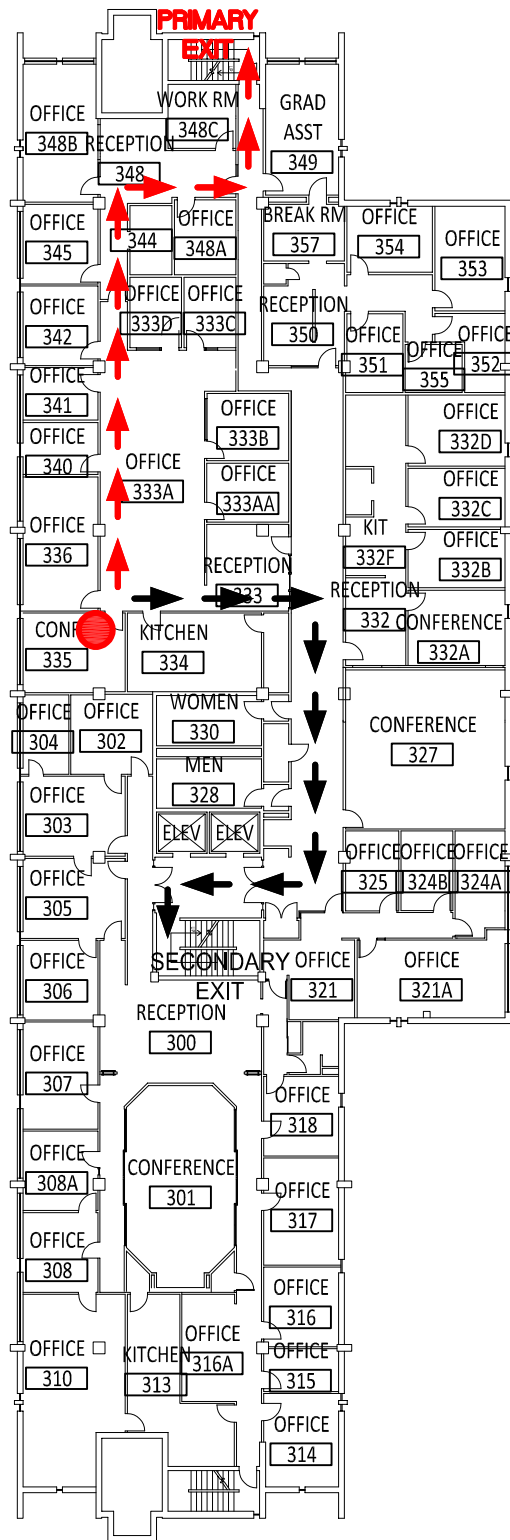 PRIMARY
EXIT
OFFICE
348B
RECEPTION
348
WORK RM
348C
GRAD
ASST
349
OFFICE
345
344
OFFICE
348A
BREAK RM
357
OFFICE
354
OFFICE
353
OFFICE
342
OFFICE
333D
OFFICE
333C
RECEPTION
350
OFFICE
351
OFFICE
355
OFFICE
352
OFFICE
341
OFFICE
340
OFFICE
333A
OFFICE
333B
OFFICE
333AA
OFFICE
332D
OFFICE
332C
OFFICE
336
RECEPTION
333
KIT
332F
OFFICE
332B
RECEPTION
332
CONFERENCE
332A
CONF
335
KITCHEN
334
OFFICE
304
OFFICE
302
WOMEN
330
CONFERENCE
327
MEN
328
OFFICE
303
ELEV
ELEV
OFFICE
325
OFFICE
324B
OFFICE
324A
OFFICE
305
SECONDARY
EXIT
OFFICE
306
OFFICE
321
OFFICE
321A
RECEPTION
300
OFFICE
307
OFFICE
318
OFFICE
308A
CONFERENCE
301
OFFICE
317
OFFICE
308
OFFICE
316
OFFICE
310
KITCHEN
313
OFFICE
316A
OFFICE
315
OFFICE
314